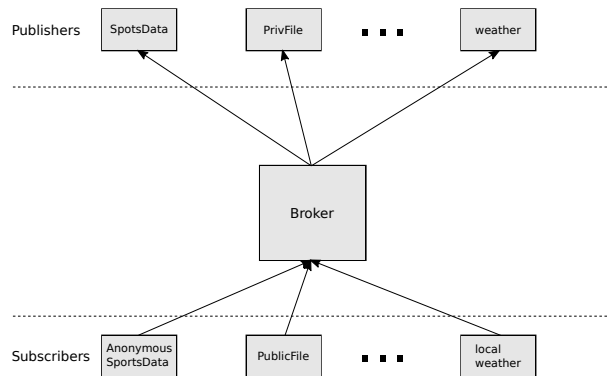 Publishers
SpotsData
PrivFile
weather
Broker
Subscribers
Anonymous
SportsData
PublicFile
local
weather